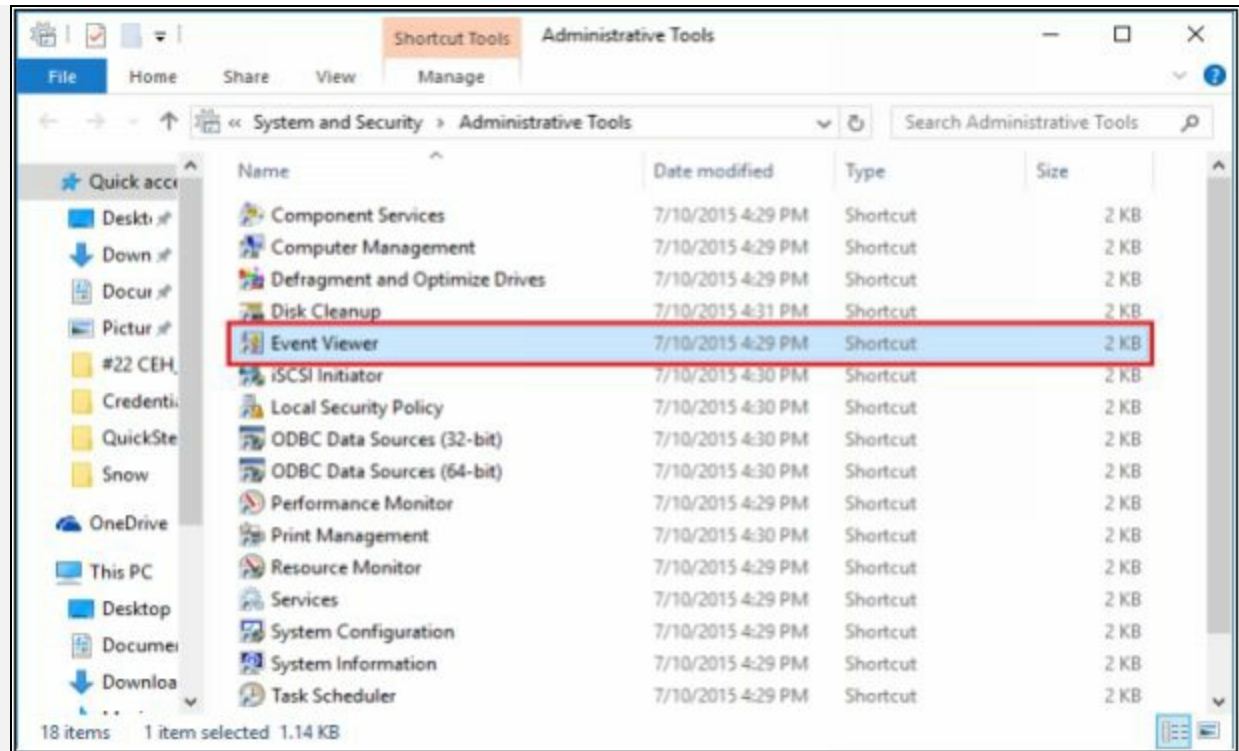 Shortcut Tools Administrative Tools
File Home Share View Manage
« System and Security › Administrative Tools Search Administrative Tools
Quick acce
Deskt
Down
Docur
Pictur
#22 CEH_
Credentia
QuickSte
Snow
OneDrive
This PC
Desktop
Documer
Downloa
Name Date modified Type Size
Component Services 7/10/2015 4:29 PM Shortcut 2 KB
Computer Management 7/10/2015 4:29 PM Shortcut 2 KB
Defragment and Optimize Drives 7/10/2015 4:29 PM Shortcut 2 KB
Disk Cleanup 7/10/2015 4:31 PM Shortcut 2 KB
Event Viewer 7/10/2015 4:29 PM Shortcut 2 KB
iSCSI Initiator 7/10/2015 4:30 PM Shortcut 2 KB
Local Security Policy 7/10/2015 4:30 PM Shortcut 2 KB
ODBC Data Sources (32-bit) 7/10/2015 4:30 PM Shortcut 2 KB
ODBC Data Sources (64-bit) 7/10/2015 4:30 PM Shortcut 2 KB
Performance Monitor 7/10/2015 4:29 PM Shortcut 2 KB
Print Management 7/10/2015 4:29 PM Shortcut 2 KB
Resource Monitor 7/10/2015 4:29 PM Shortcut 2 KB
Services 7/10/2015 4:29 PM Shortcut 2 KB
System Configuration 7/10/2015 4:29 PM Shortcut 2 KB
System Information 7/10/2015 4:29 PM Shortcut 2 KB
Task Scheduler 7/10/2015 4:29 PM Shortcut 2 KB
18 items 1 item selected 1.14 KB